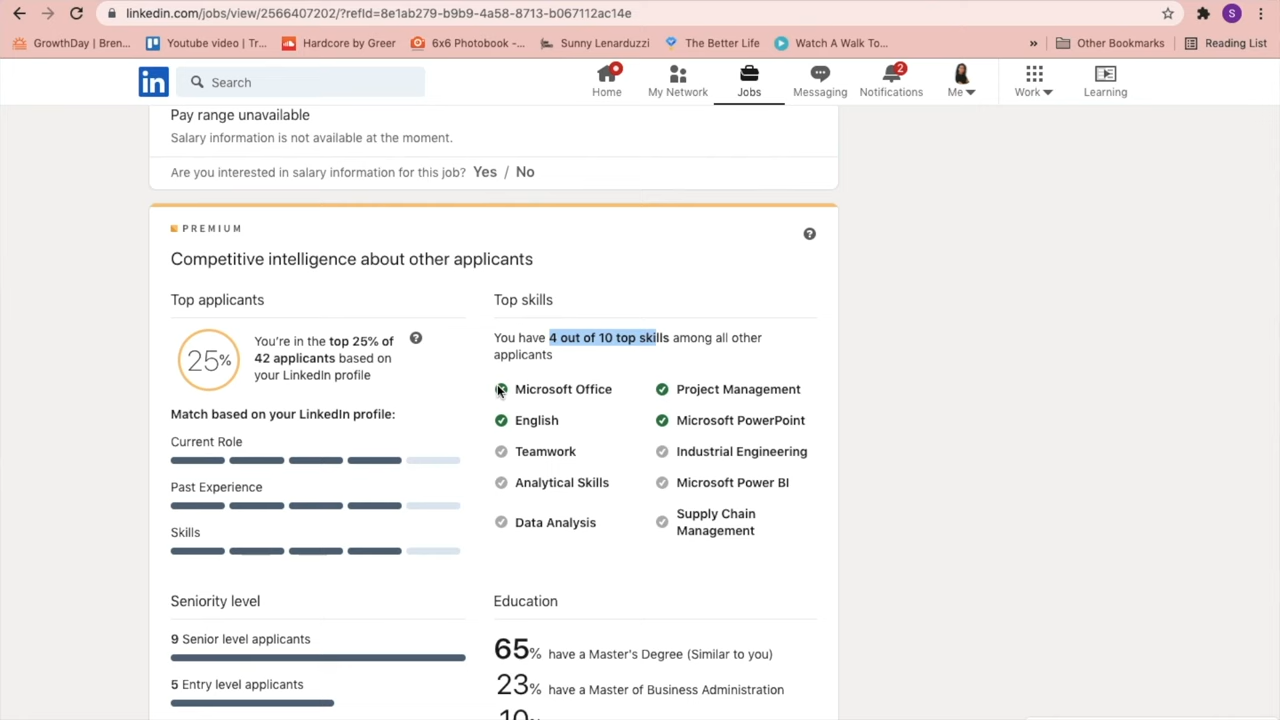 linkedin.com/jobs/view/2566407202/?refId=8e1ab279-b9b9-4a58-8713-b067112ac14e
S
GrowthDay | Bren...
Youtube video | Tr...
Hardcore by Greer
6x6 Photobook -...
Sunny Lenarduzzi
The Better Life
Watch A Walk To...
»
Other Bookmarks
Reading List
in
Search
Home
My Network
Jobs
Messaging
2
Notifications
Me
Work
Learning
Pay range unavailable
Salary information is not available at the moment.
Are you interested in salary information for this job? Yes / No
PREMIUM
?
Competitive intelligence about other applicants
Top applicants
25%
You're in the top 25% of
42 applicants based on
your LinkedIn profile
?
Match based on your LinkedIn profile:
Current Role
Past Experience
Skills
Top skills
You have 4 out of 10 top skills among all other
applicants
Microsoft Office
Project Management
English
Microsoft PowerPoint
Teamwork
Industrial Engineering
Analytical Skills
Microsoft Power BI
Data Analysis
Supply Chain
Management
Seniority level
9 Senior level applicants
5 Entry level applicants
Education
65% have a Master's Degree (Similar to you)
23% have a Master of Business Administration